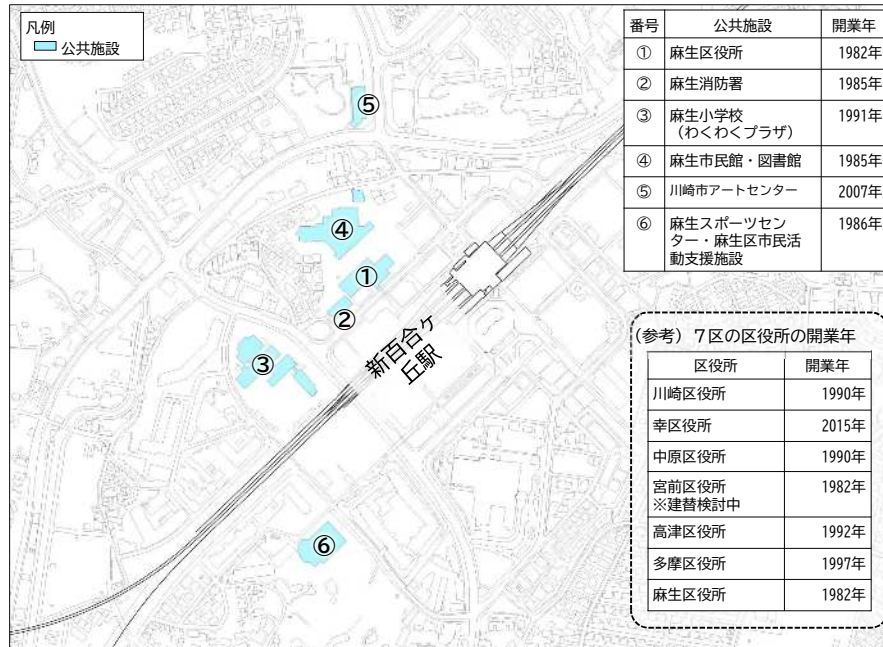 凡例
公共施設
番号 公共施設 開業年
① 麻生区役所 1982年
② 麻生消防署 1985年
③ 麻生小学校
(わくわくプラザ) 1991年
④ 麻生市民館・図書館 1985年
⑤ 川崎市アートセンター 2007年
⑥ 麻生スポーツセン
ター・麻生区市民活
動支援施設 1986年
⑤
④
①
②
③
新百合ヶ
丘駅
⑥
(参考)7区の区役所の開業年
区役所 開業年
川崎区役所 1990年
幸区役所 2015年
中原区役所 1990年
宮前区役所
※建替検討中 1982年
高津区役所 1992年
多摩区役所 1997年
麻生区役所 1982年